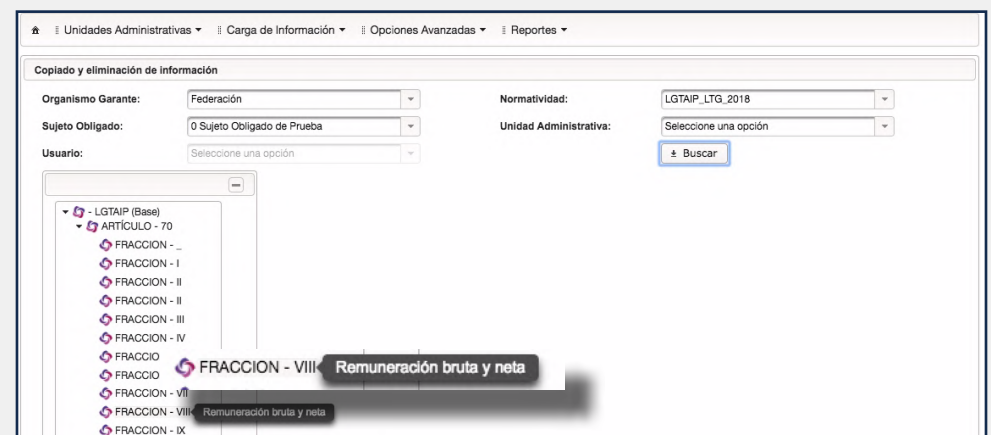 Unidades Administrativas Carga de Información Opciones Avanzadas Reportes
Copiado y eliminación de información
Organismo Garante: Federación Normatividad: LGTAIP_LTG_2018
Sujeto Obligado: 0 Sujeto Obligado de Prueba Unidad Administrativa: Seleccione una opción
Usuario: Seleccione una opción Buscar
- LGTAIP (Base)
ARTÍCULO - 70
FRACCION - _
FRACCION - I
FRACCION - II
FRACCION - II
FRACCION - III
FRACCION - IV
FRACCIO
FRACCION - VIII Remuneración bruta y neta
FRACCIO
FRACCION - VII
FRACCION - VIII Remuneración bruta y neta
FRACCION - IX